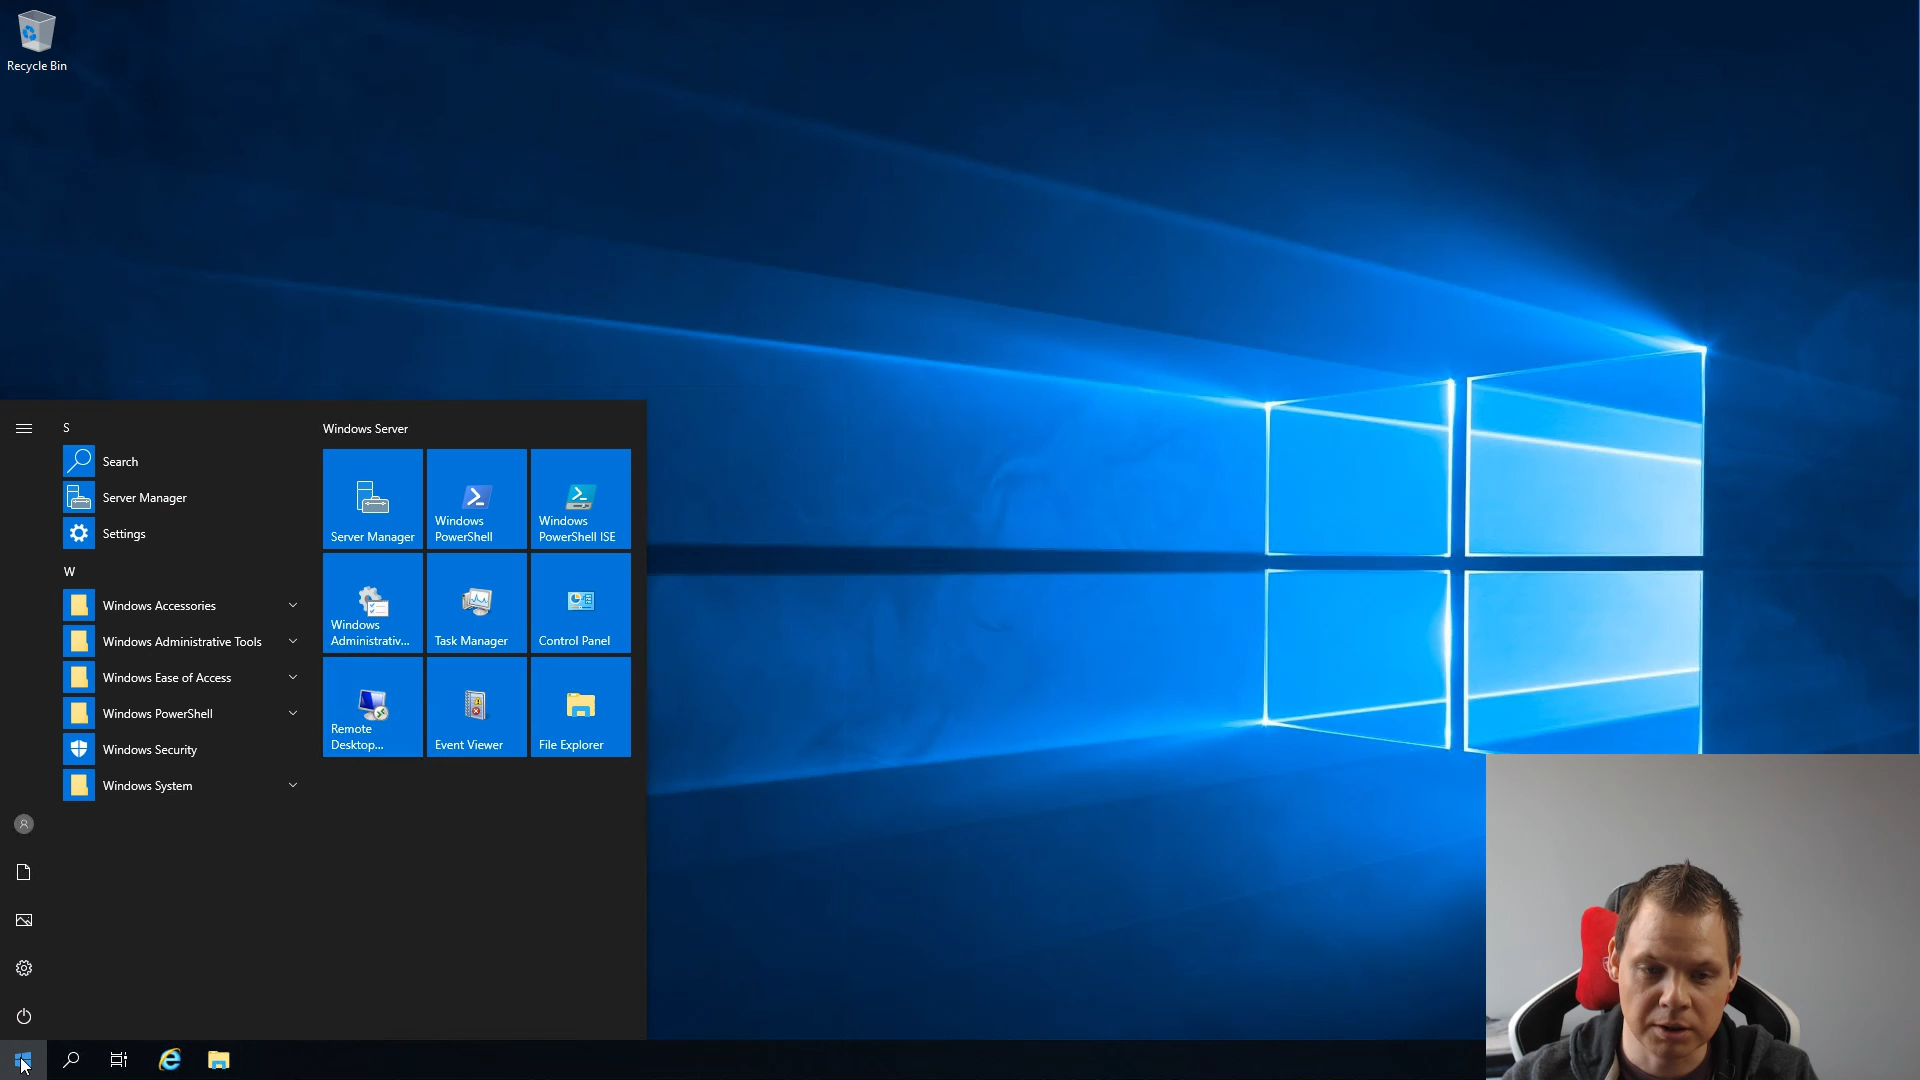 Recycle Bin
S
Search
Server Manager
Settings
W
Windows Accessories
Windows Administrative Tools
Windows Ease of Access
Windows PowerShell
Windows Security
Windows System
Windows Server
Server Manager
Windows
PowerShell
Windows
PowerShell ISE
Windows
Administrativ...
Task Manager
Control Panel
Remote
Desktop...
Event Viewer
File Explorer